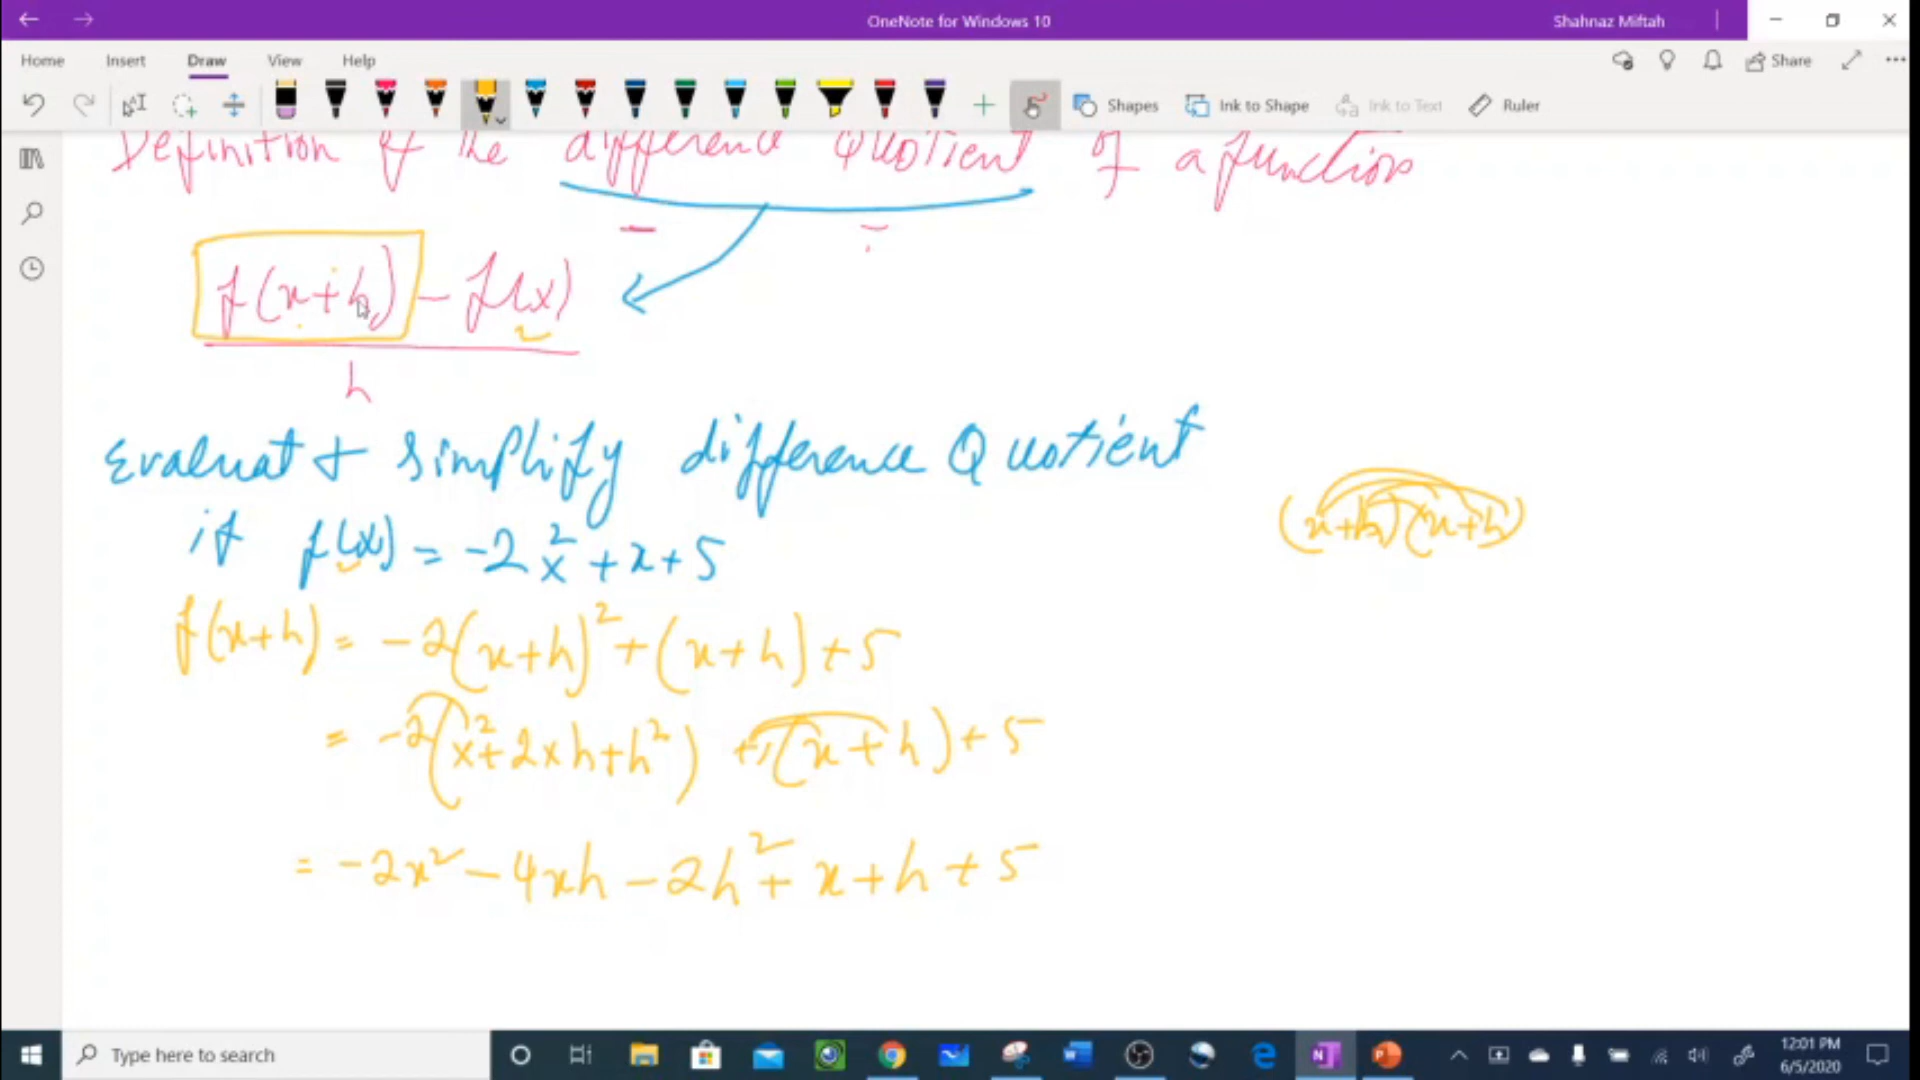 OneNote for Windows 10
Shahnaz Miftah
Home Insert Draw View Help
Share
Shapes Ink to Shape Ink to Text Ruler
Definition of the difference Quotient of a function
f(x+h) - f(x)
h
Evaluat + simplify difference Quotient
(x+h)(x+h)
if f(x) = -2x² + x + 5
f(x+h) = -2(x+h)² + (x+h) + 5
= -2(x²+2xh+h²) +1(x+h) + 5
= -2x² - 4xh - 2h² + x + h + 5
Type here to search
12:01 PM
6/5/2020